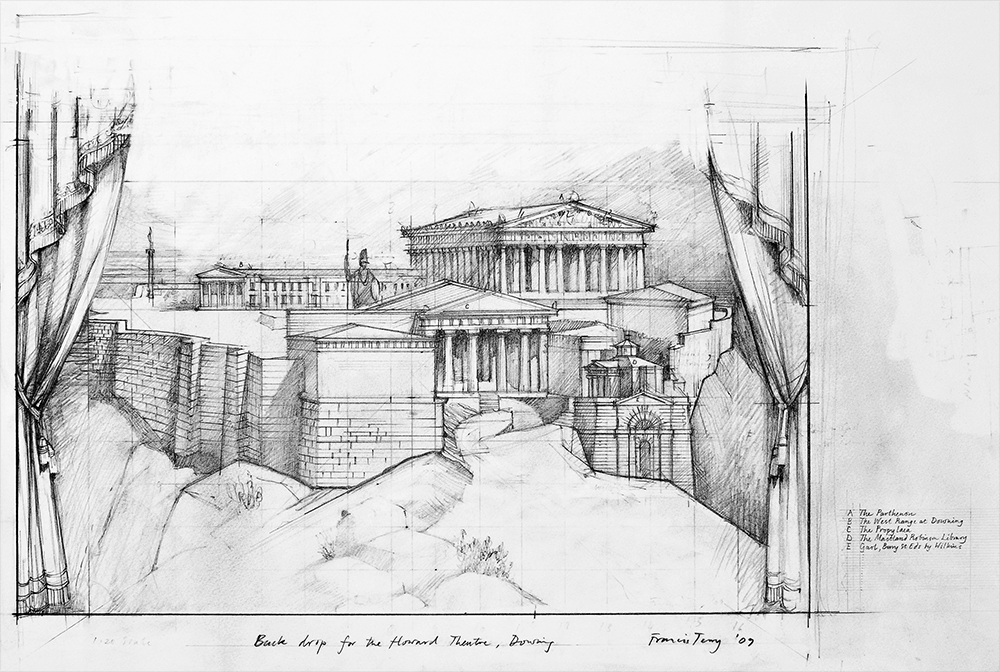 A The Parthenon
B The West Range at Downing
C The Propylaea
D The Maitland Robinson Library
E Gaol, Bury St Eds by Wilkins
Back drop for the Howard Theatre, Downing
Francis Terry '09